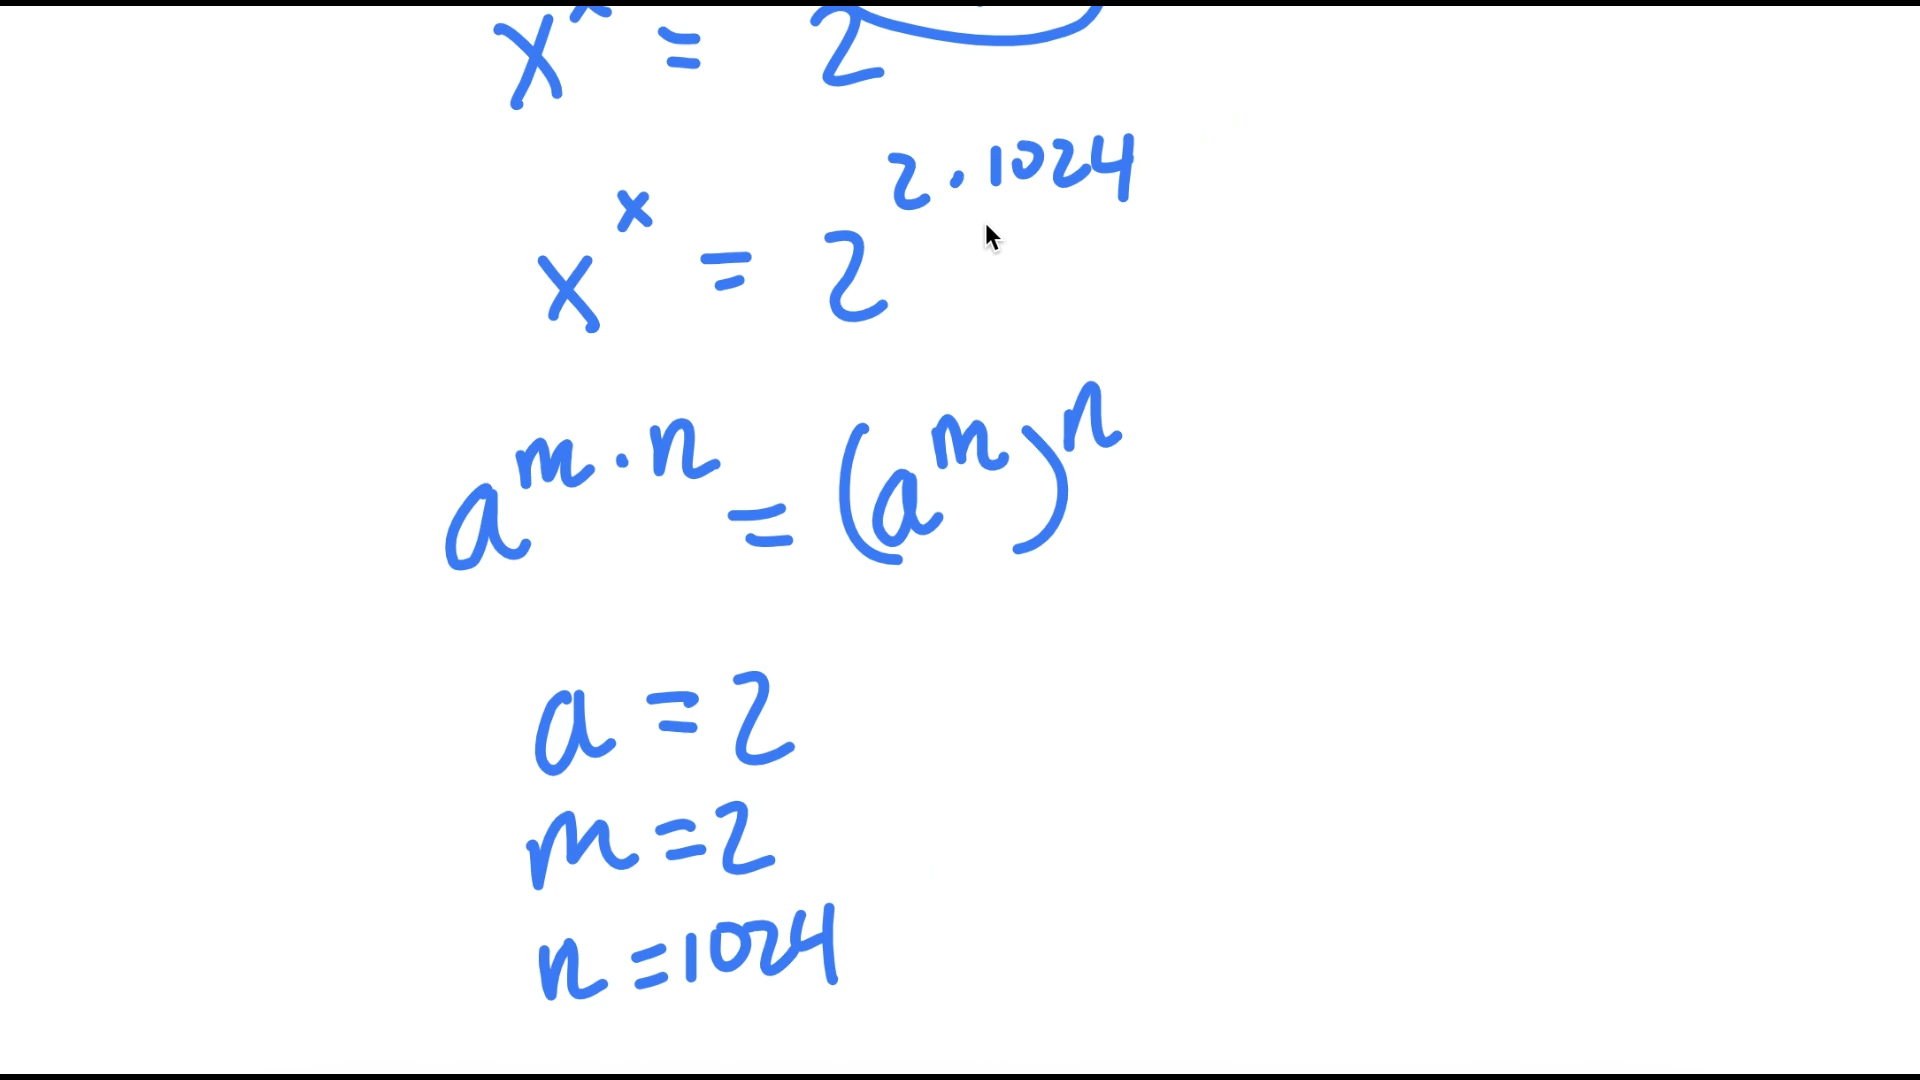 x^x = 2
x^x = 2^2·1024
a^m·n = (a^m)^n
a = 2
m = 2
n = 1024